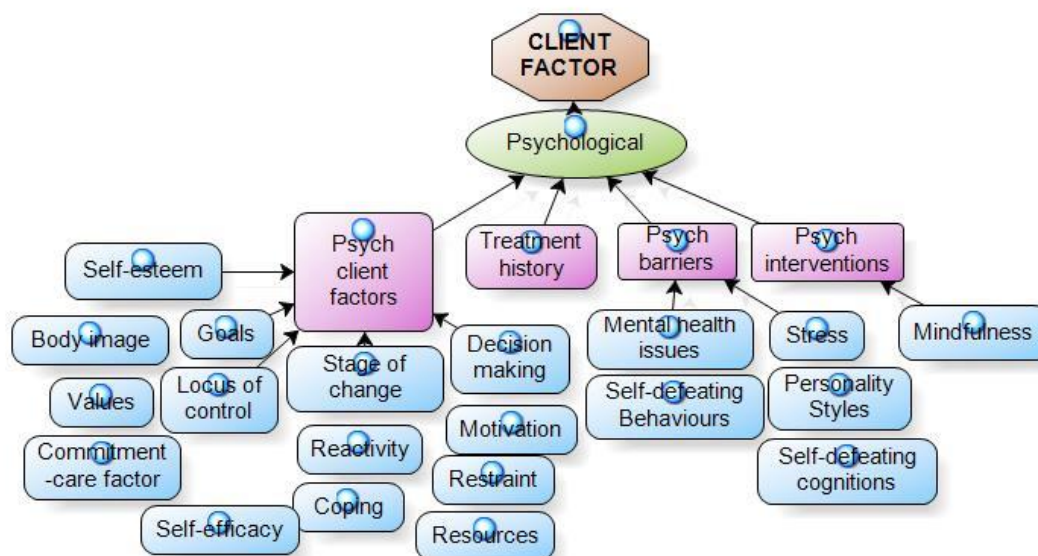 CLIENT
FACTOR
Psychological
Psych
client
factors
Treatment
history
Psych
barriers
Psych
interventions
Self-esteem
Body image
Goals
Values
Locus of
control
Stage of
change
Decision
making
Mental health
issues
Stress
Mindfulness
Commitment
-care factor
Reactivity
Motivation
Self-defeating
Behaviours
Personality
Styles
Self-efficacy
Coping
Restraint
Resources
Self-defeating
cognitions